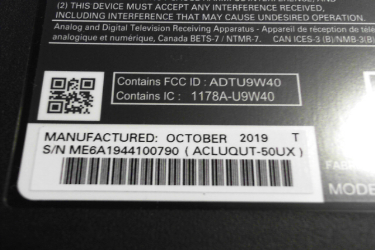 (2) THIS DEVICE MUST ACCEPT ANY INTERFERENCE RECEIVED,
INCLUDING INTERFERENCE THAT MAY CAUSE UNDESIRED OPERATION.
Analog and Digital Television Receiving Apparatus - Appareil de réception de
analogique et numérique, Canada BETS-7 / NTMR-7. CAN ICES-3 (B)/NMB-3(B)
Contains FCC ID : ADTU9W40
Contains IC : 1178A-U9W40
MANUFACTURED: OCTOBER 2019 T
S/N ME6A1944100790 ( ACLUQUT-50UX )